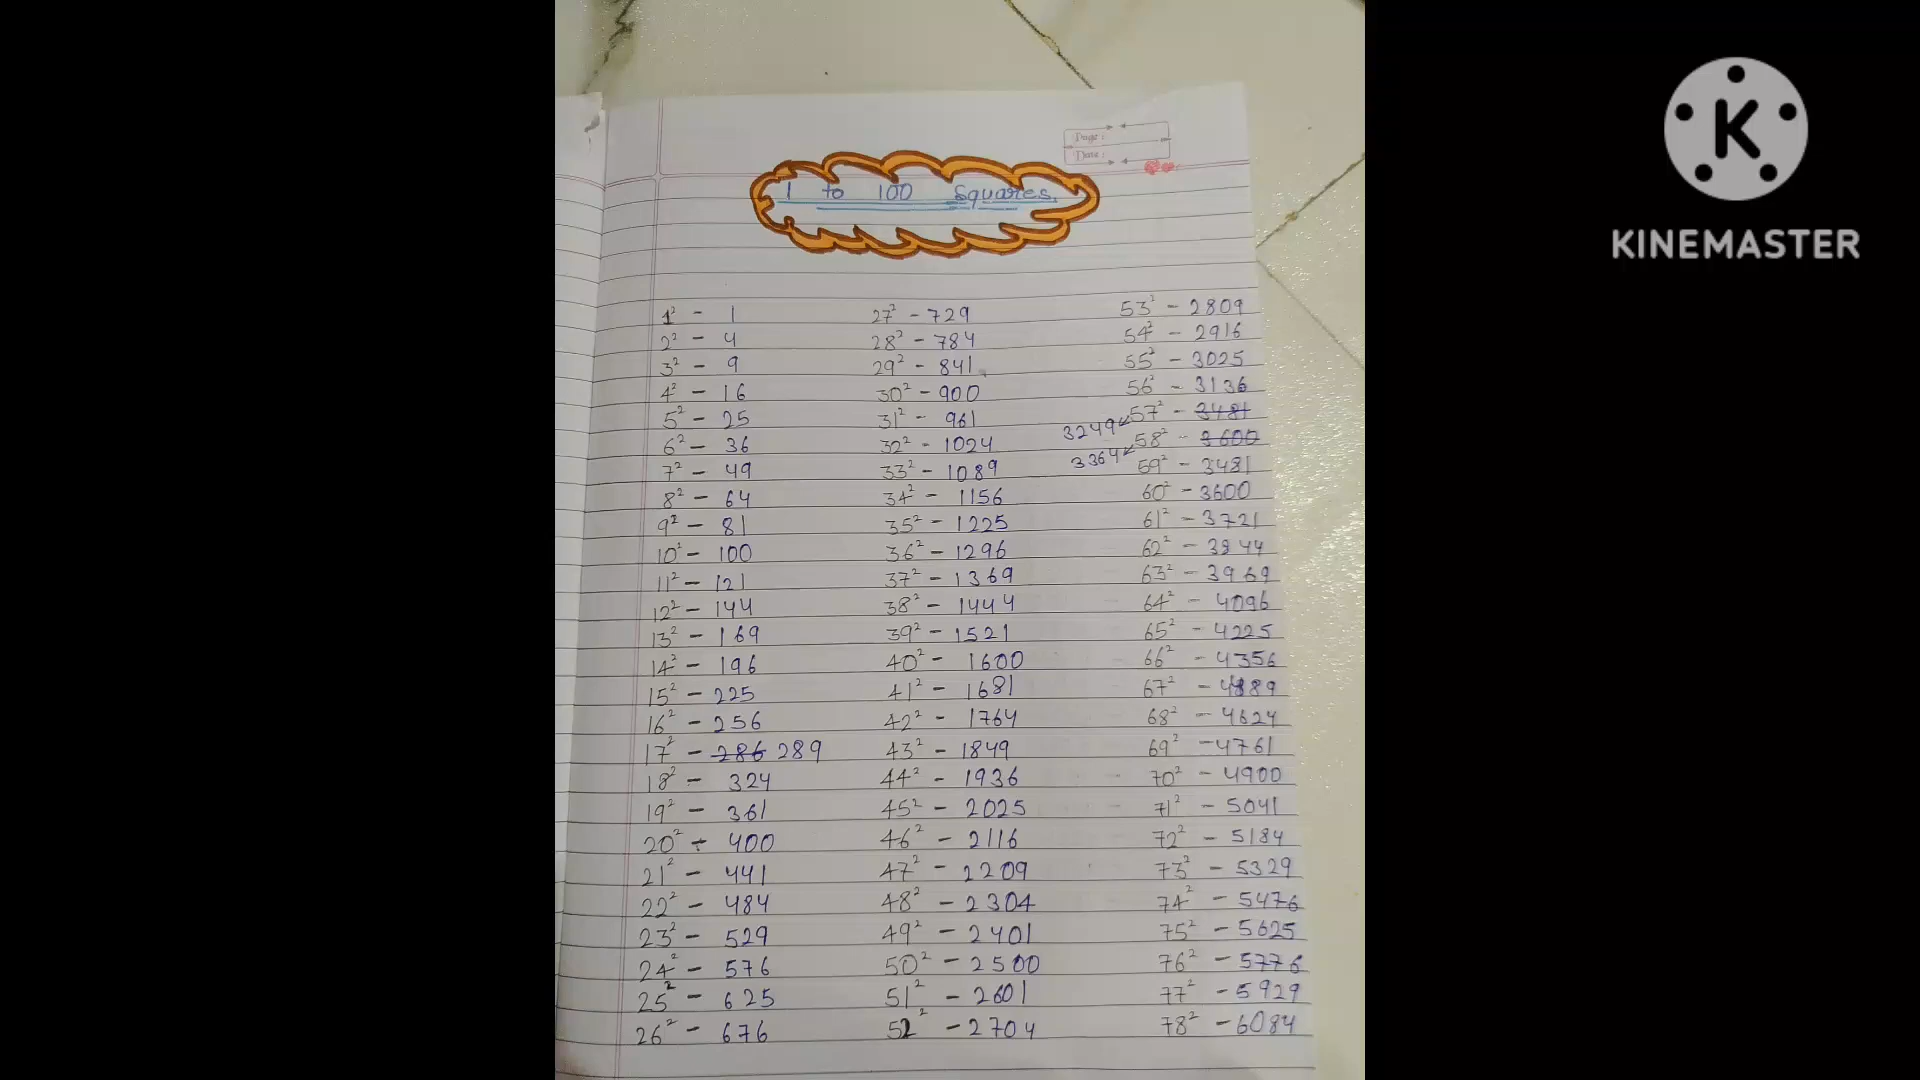 Page :
Date :
1 to 100 Squares.
1² - 1
2² - 4
3² - 9
4² - 16
5² - 25
6² - 36
7² - 49
8² - 64
9² - 81
10² - 100
11² - 121
12² - 144
13² - 169
14² - 196
15² - 225
16² - 256
17² - 286 289
18² - 324
19² - 361
20² - 400
21² - 441
22² - 484
23² - 529
24² - 576
25² - 625
26² - 676
27² - 729
28² - 784
29² - 841
30² - 900
31² - 961
32² - 1024
33² - 1089
34² - 1156
35² - 1225
36² - 1296
37² - 1369
38² - 1444
39² - 1521
40² - 1600
41² - 1681
42² - 1764
43² - 1849
44² - 1936
45² - 2025
46² - 2116
47² - 2209
48² - 2304
49² - 2401
50² - 2500
51² - 2601
52² - 2704
53² - 2809
54² - 2916
55² - 3025
56² - 3136
3249 57² - 3481
3364 58² - 3600
59² - 3481
60² - 3600
61² - 3721
62² - 3844
63² - 3969
64² - 4096
65² - 4225
66² - 4356
67² -
68² - 4624
69² - 4761
70² - 4900
71² - 5041
72² - 5184
73² - 5329
74² - 5476
75² - 5625
76² - 5776
77² - 5929
78² - 6084
K
KINEMASTER